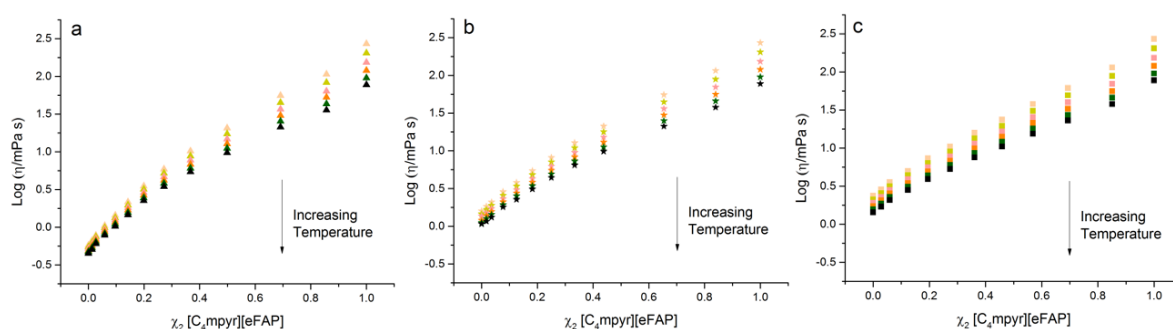 a
Log (η/mPa s)
2.5
2.0
1.5
1.0
0.5
0.0
-0.5
Increasing
Temperature
0.0 0.2 0.4 0.6 0.8 1.0
χ₂ [C₄mpyr][eFAP]
b
Log (η/mPa s)
2.5
2.0
1.5
1.0
0.5
0.0
-0.5
Increasing
Temperature
0.0 0.2 0.4 0.6 0.8 1.0
χ₂ [C₄mpyr][eFAP]
c
Log (η/mPa s)
2.5
2.0
1.5
1.0
0.5
0.0
-0.5
Increasing
Temperature
0.0 0.2 0.4 0.6 0.8 1.0
χ₂ [C₄mpyr][eFAP]